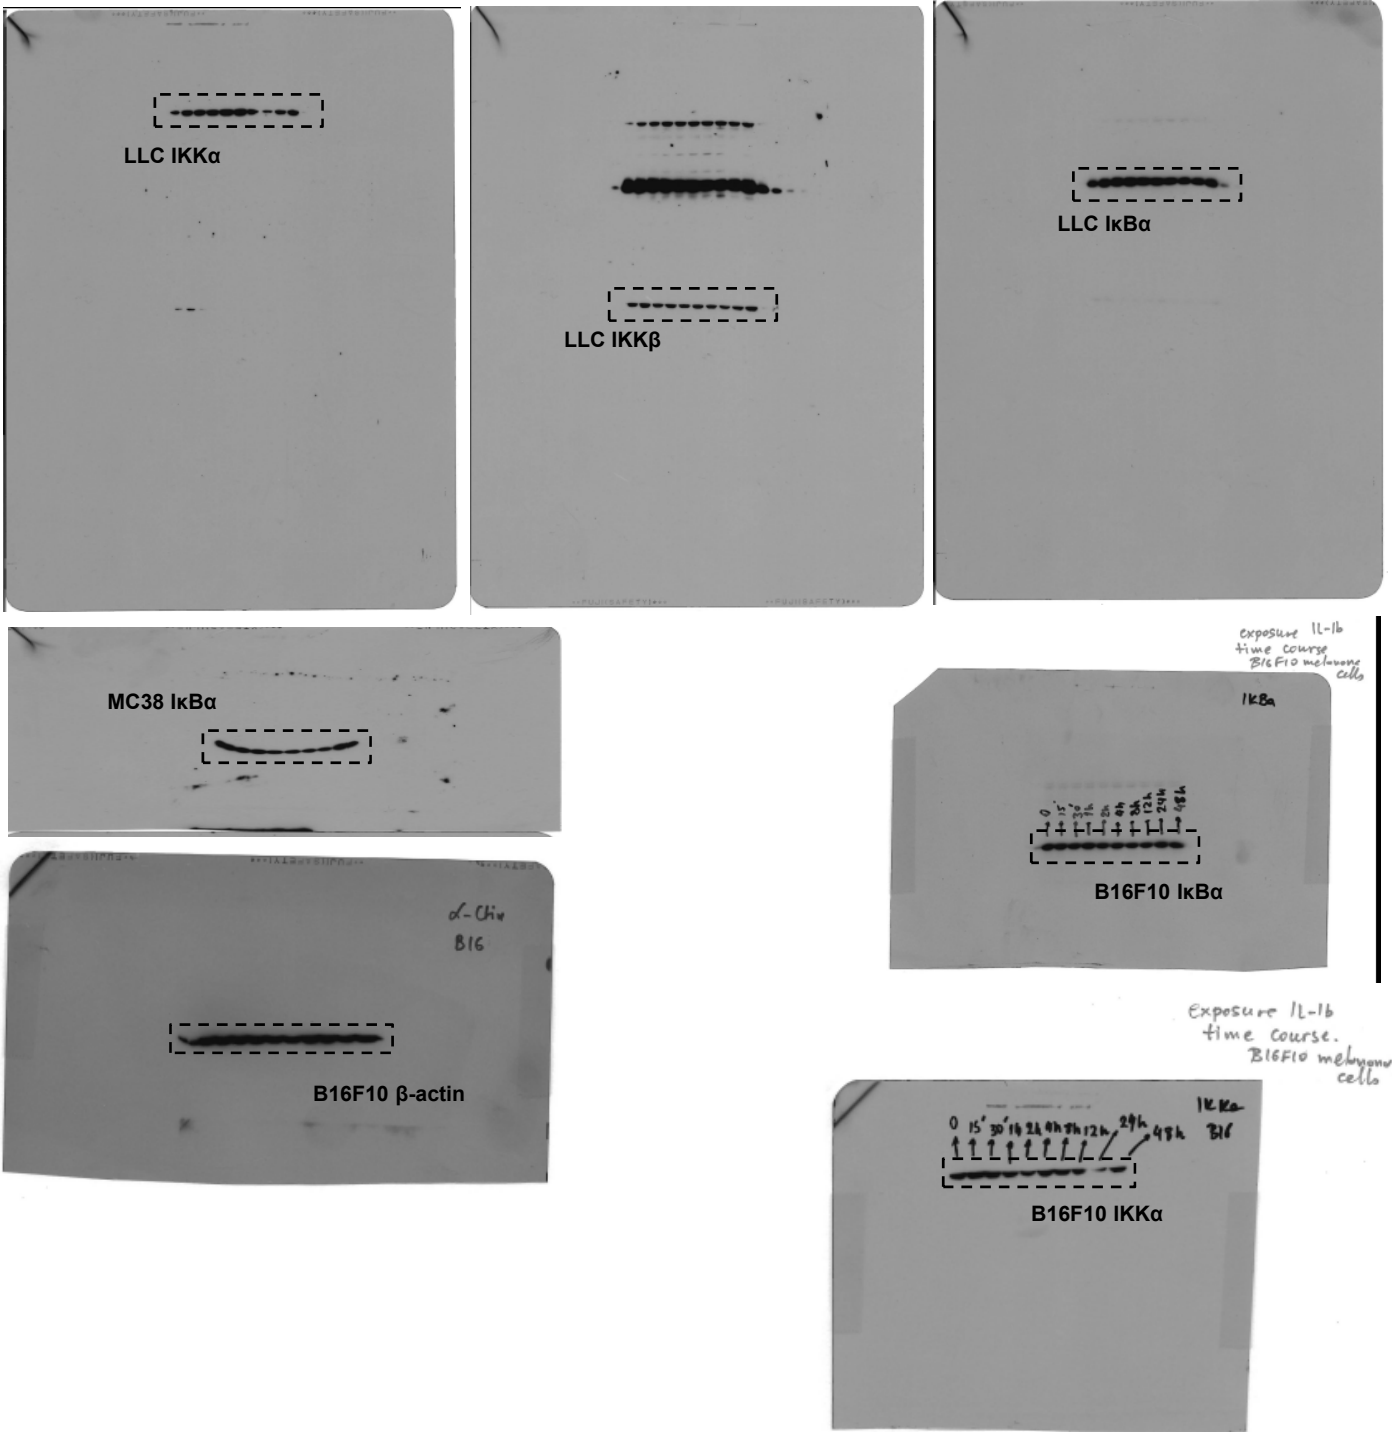 LLC IKKα
LLC IKKβ
LLC IκBα
MC38 IκBα
exposure IL-1b
time course
B16F10 melanoma
cells
IKBa
0 15' 30' 1h 2h 4h 8h 12h 24h 48h
B16F10 IκBα
α-Ctin
B16
B16F10 β-actin
Exposure IL-1b
time course.
B16F10 melanoma
cells
IKKa
B16
0 15' 30' 1h 2h 4h 8h 12h 24h 48h
B16F10 IKKα